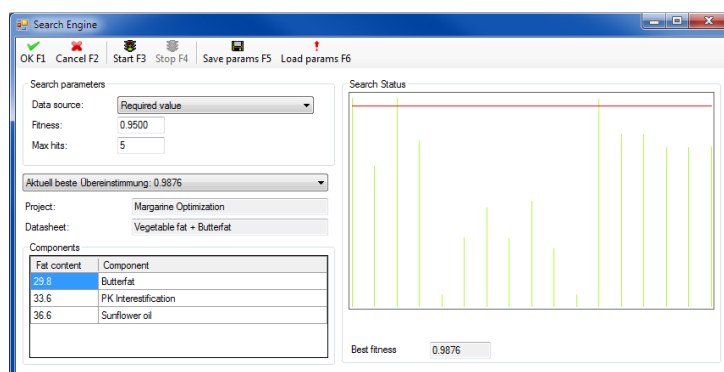 Search Engine
OK F1 Cancel F2 Start F3 Stop F4 Save params F5 Load params F6
Search parameters
Data source: Required value
Fitness: 0.9500
Max hits: 5
Aktuell beste Übereinstimmung: 0.9876
Project: Margarine Optimization
Datasheet: Vegetable fat + Butterfat
Components
Fat content Component
29.8 Butterfat
33.6 PK Interestification
36.6 Sunflower oil
Search Status
Best fitness 0.9876